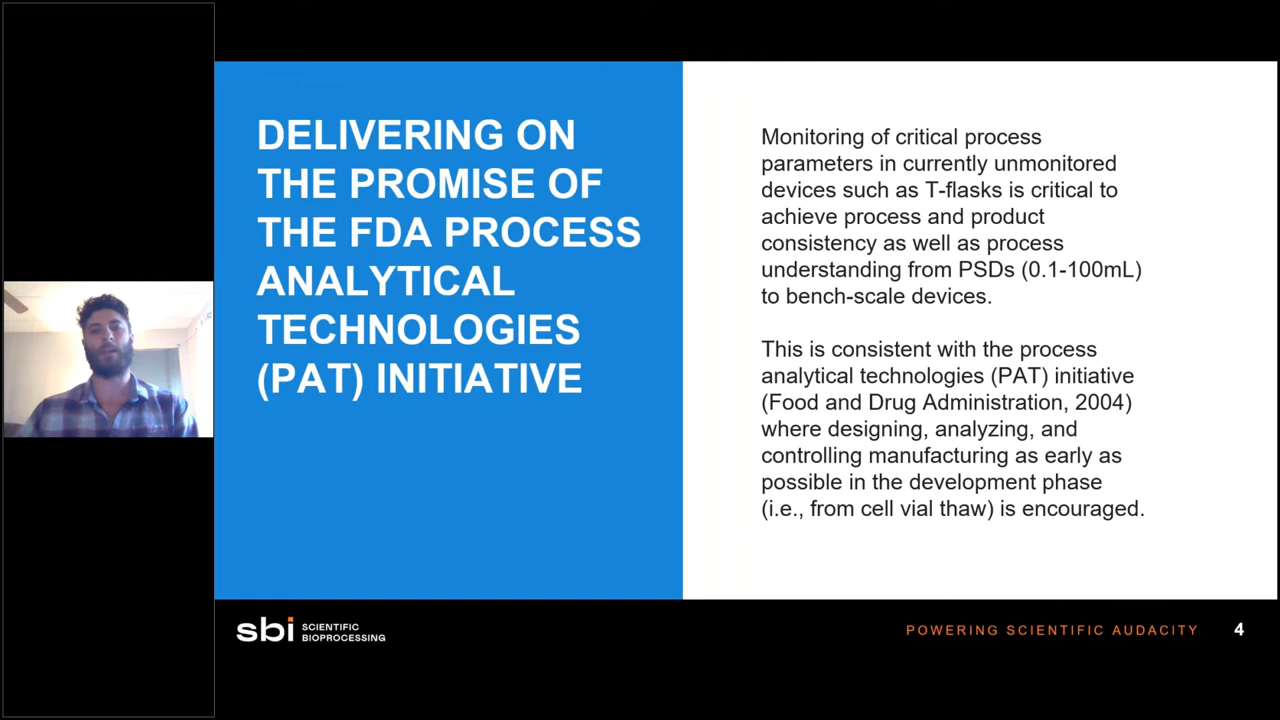 DELIVERING ON
THE PROMISE OF
THE FDA PROCESS
ANALYTICAL
TECHNOLOGIES
(PAT) INITIATIVE
Monitoring of critical process
parameters in currently unmonitored
devices such as T-flasks is critical to
achieve process and product
consistency as well as process
understanding from PSDs (0.1-100mL)
to bench-scale devices.
This is consistent with the process
analytical technologies (PAT) initiative
(Food and Drug Administration, 2004)
where designing, analyzing, and
controlling manufacturing as early as
possible in the development phase
(i.e., from cell vial thaw) is encouraged.
sbi SCIENTIFIC
BIOPROCESSING
POWERING SCIENTIFIC AUDACITY 4